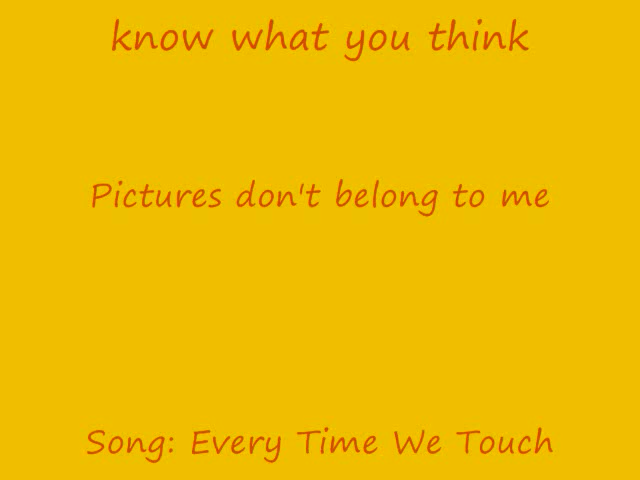 know what you think
Pictures don't belong to me
Song: Every Time We Touch